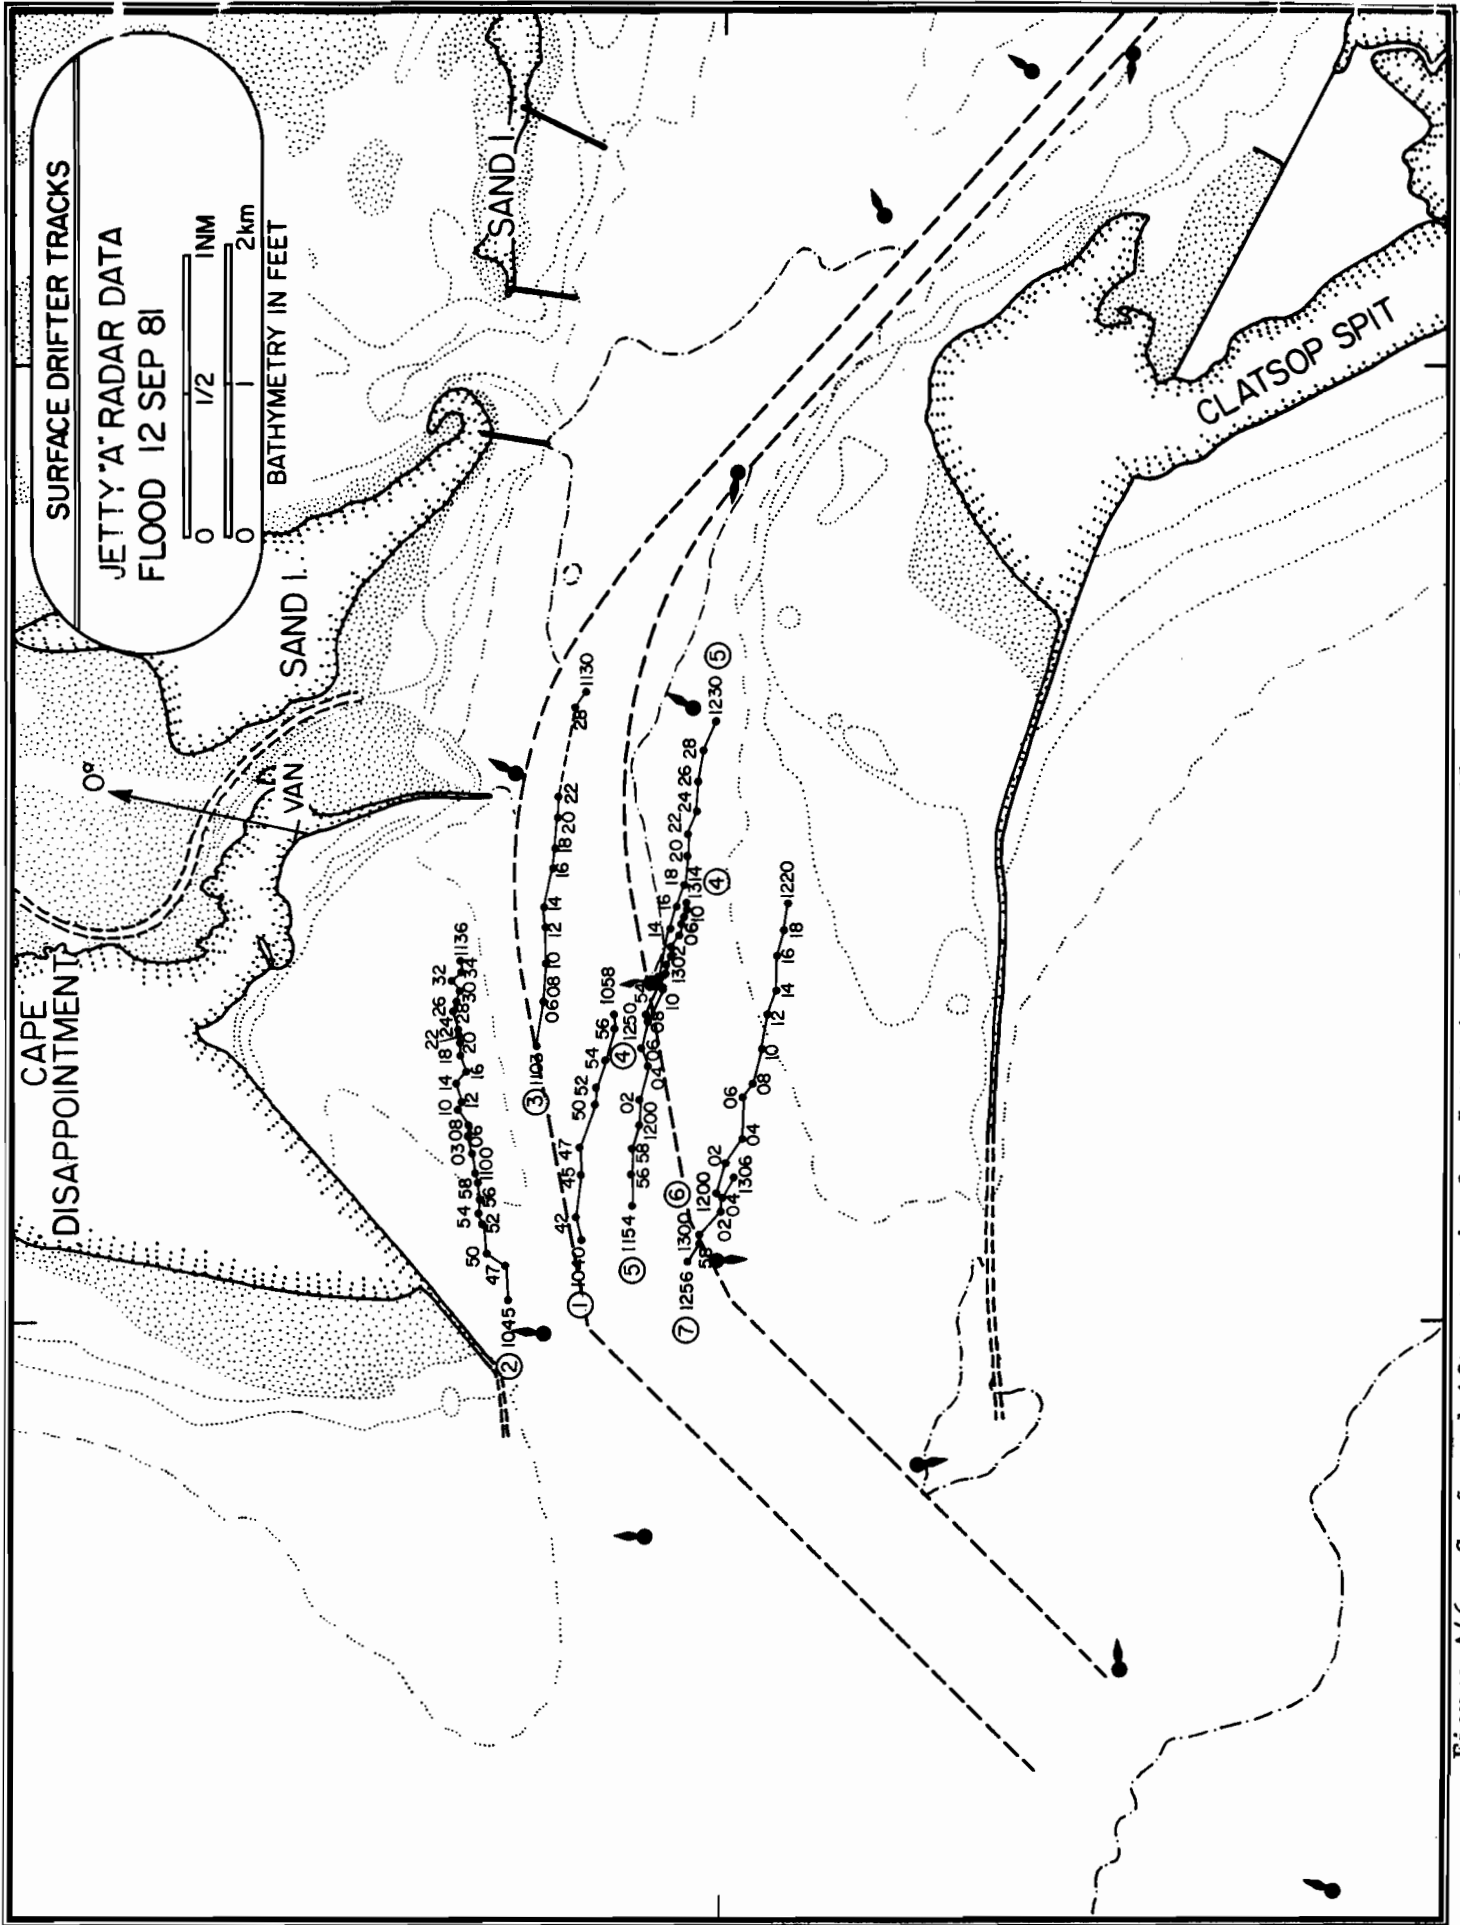 SURFACE DRIFTER TRACKS
JETTY "A" RADAR DATA
FLOOD 12 SEP 81
0 1/2 1NM
0 1 2km
BATHYMETRY IN FEET
CAPE
DISAPPOINTMENT
0°
VAN
SAND I.
SAND I.
CLATSOP SPIT
② 1045 47 50 52 54 56 58 1100 03 06 08 10 12 14 16 18 20 22 24 26 28 30 32 34 1136
③ 1103 06 08 10 12 14 16 18 20 22 28 1130
① 1040 42 45 47 50 52 54 56 1058
④ 1250 54 1302 06 10 1314 ④
⑤ 1154 56 58 1200 02 04 06 08 10 14 16 18 20 22 24 26 28 1230 ⑤
⑥ 1200 02 04 06 08 10 12 14 16 18 1220
⑦ 1256 58 1300 02 04 1306